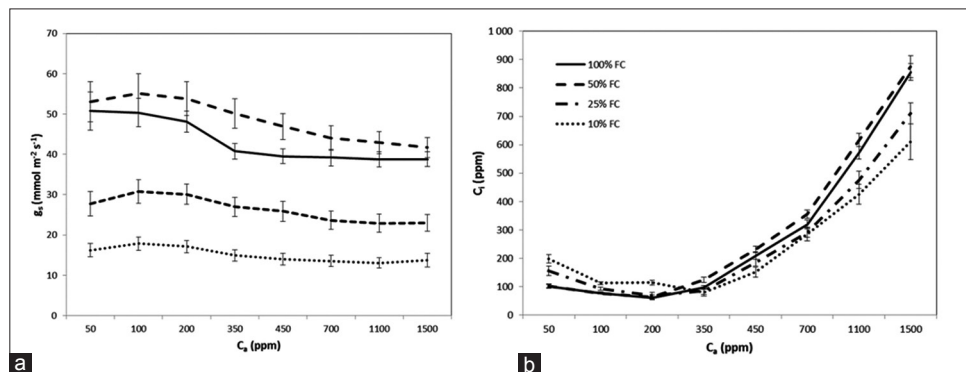 70
60
50
40
30
20
10
0
gₛ (mmol m⁻² s⁻¹)
50 100 200 350 450 700 1100 1500
Cₐ (ppm)
a
1 000
900
800
700
600
500
400
300
200
100
0
Cᵢ (ppm)
100% FC
50% FC
25% FC
10% FC
50 100 200 350 450 700 1100 1500
Cₐ (ppm)
b